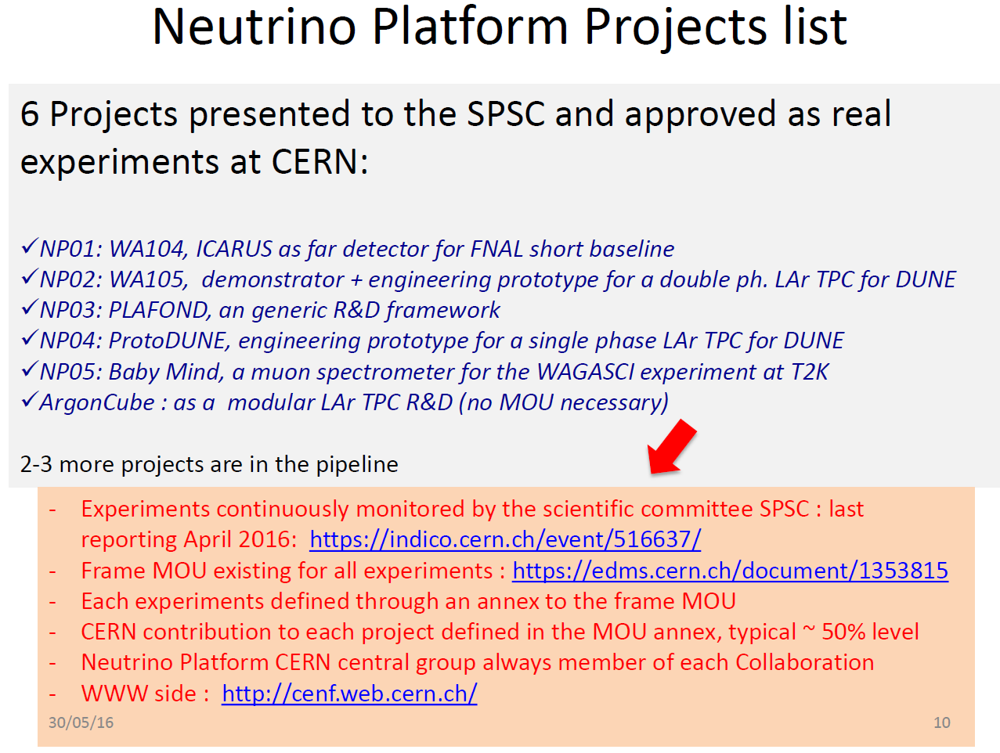 Neutrino Platform Projects list
6 Projects presented to the SPSC and approved as real
experiments at CERN:
✓NP01: WA104, ICARUS as far detector for FNAL short baseline
✓NP02: WA105,  demonstrator + engineering prototype for a double ph. LAr TPC for DUNE
✓NP03: PLAFOND, an generic R&D framework
✓NP04: ProtoDUNE, engineering prototype for a single phase LAr TPC for DUNE
✓NP05: Baby Mind, a muon spectrometer for the WAGASCI experiment at T2K
✓ArgonCube : as a  modular LAr TPC R&D (no MOU necessary)
2-3 more projects are in the pipeline
- Experiments continuously monitored by the scientific committee SPSC : last
reporting April 2016:  https://indico.cern.ch/event/516637/
- Frame MOU existing for all experiments : https://edms.cern.ch/document/1353815
- Each experiments defined through an annex to the frame MOU
- CERN contribution to each project defined in the MOU annex, typical ~ 50% level
- Neutrino Platform CERN central group always member of each Collaboration
- WWW side :  http://cenf.web.cern.ch/
30/05/16 10